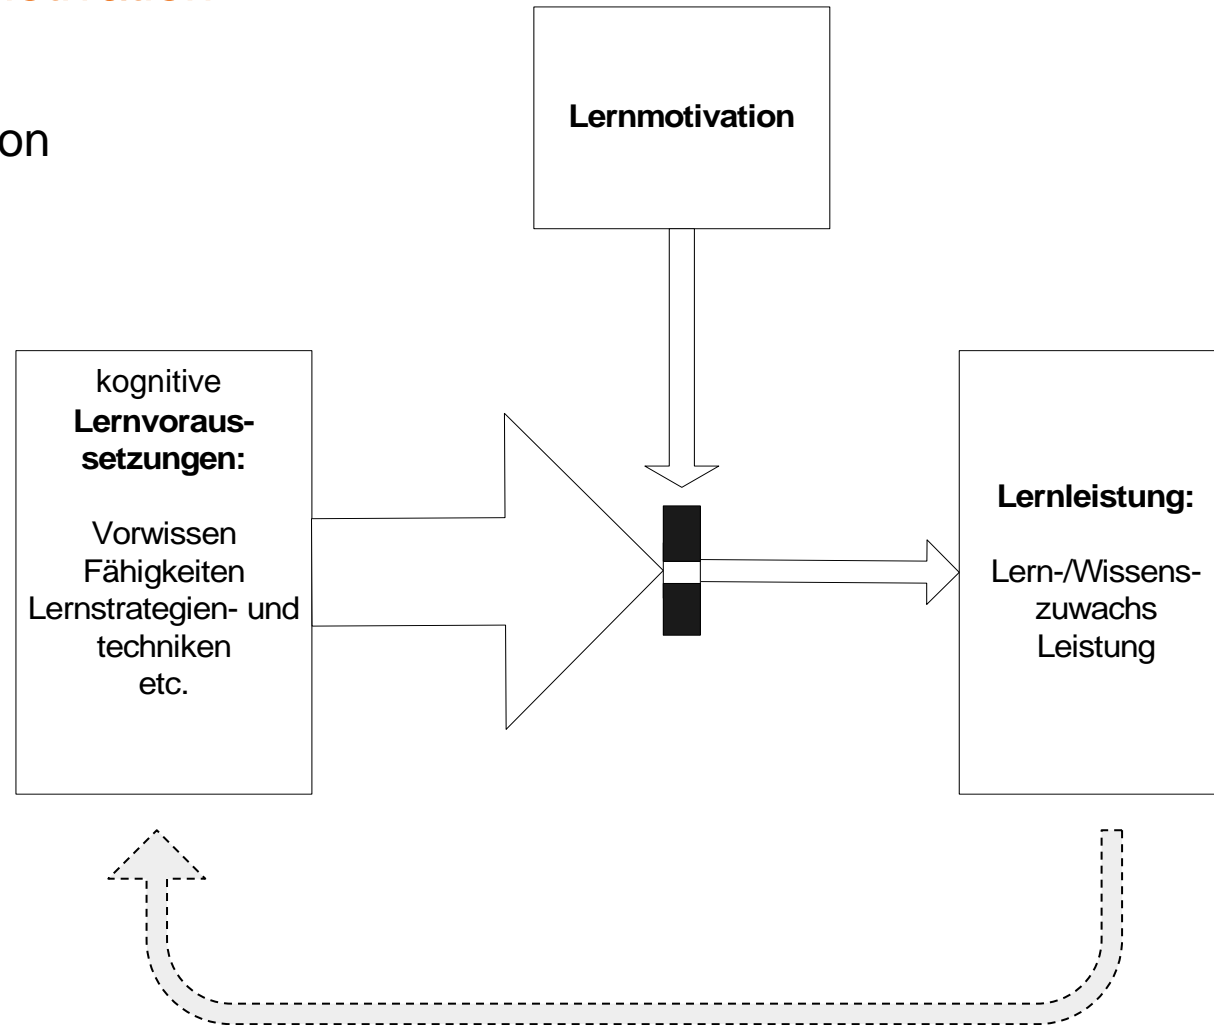 on
Lernmotivation
kognitive
Lernvoraus-
setzungen:
Vorwissen
Fähigkeiten
Lernstrategien- und
techniken
etc.
Lernleistung:
Lern-/Wissens-
zuwachs
Leistung